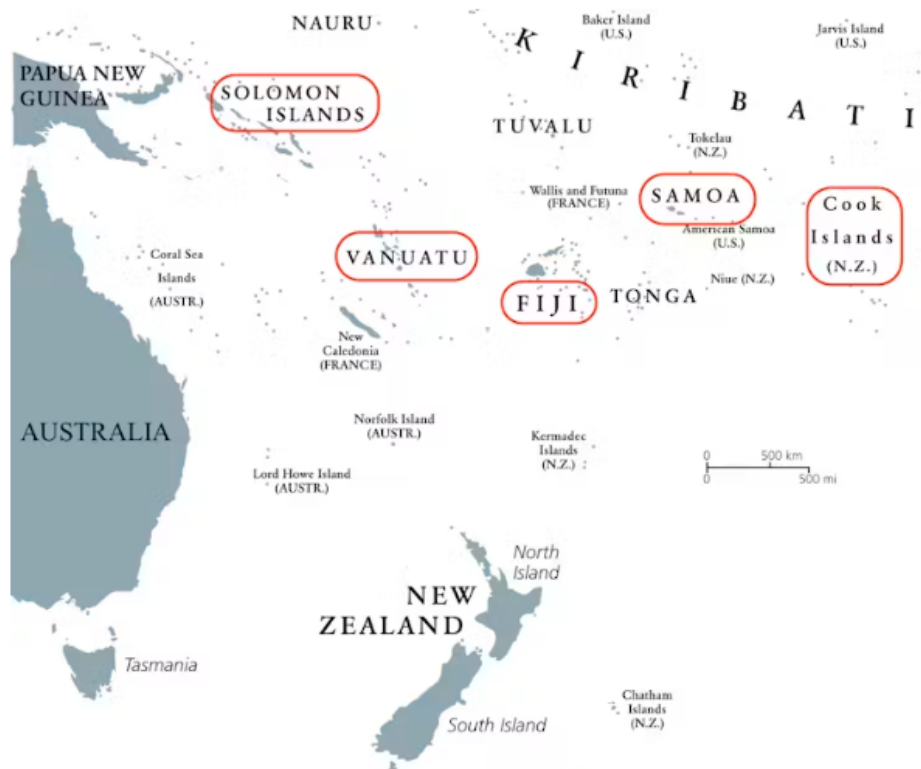 NAURU
Baker Island
(U.S.)
Jarvis Island
(U.S.)
KIRIBATI
PAPUA NEW
GUINEA
SOLOMON
ISLANDS
TUVALU
Tokelau
(N.Z.)
Wallis and Futuna
(FRANCE)
SAMOA
American Samoa
(U.S.)
Cook
Islands
(N.Z.)
Coral Sea
Islands
(AUSTR.)
VANUATU
FIJI
TONGA
Niue (N.Z.)
New
Caledonia
(FRANCE)
AUSTRALIA
Norfolk Island
(AUSTR.)
Kermadec
Islands
(N.Z.)
0 500 km
0 500 mi
Lord Howe Island
(AUSTR.)
North
Island
NEW
ZEALAND
Tasmania
South Island
Chatham
Islands
(N.Z.)